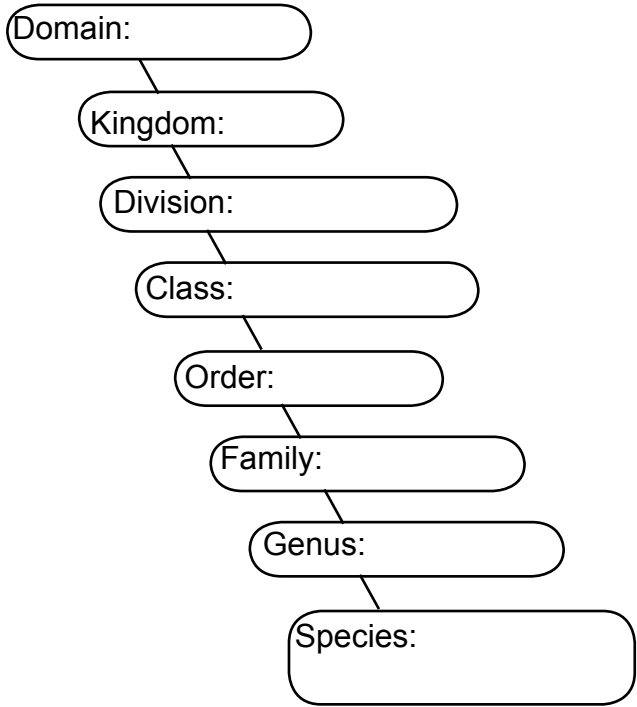 Domain:
Kingdom:
Division:
Class:
Order:
Family:
Genus:
Species: